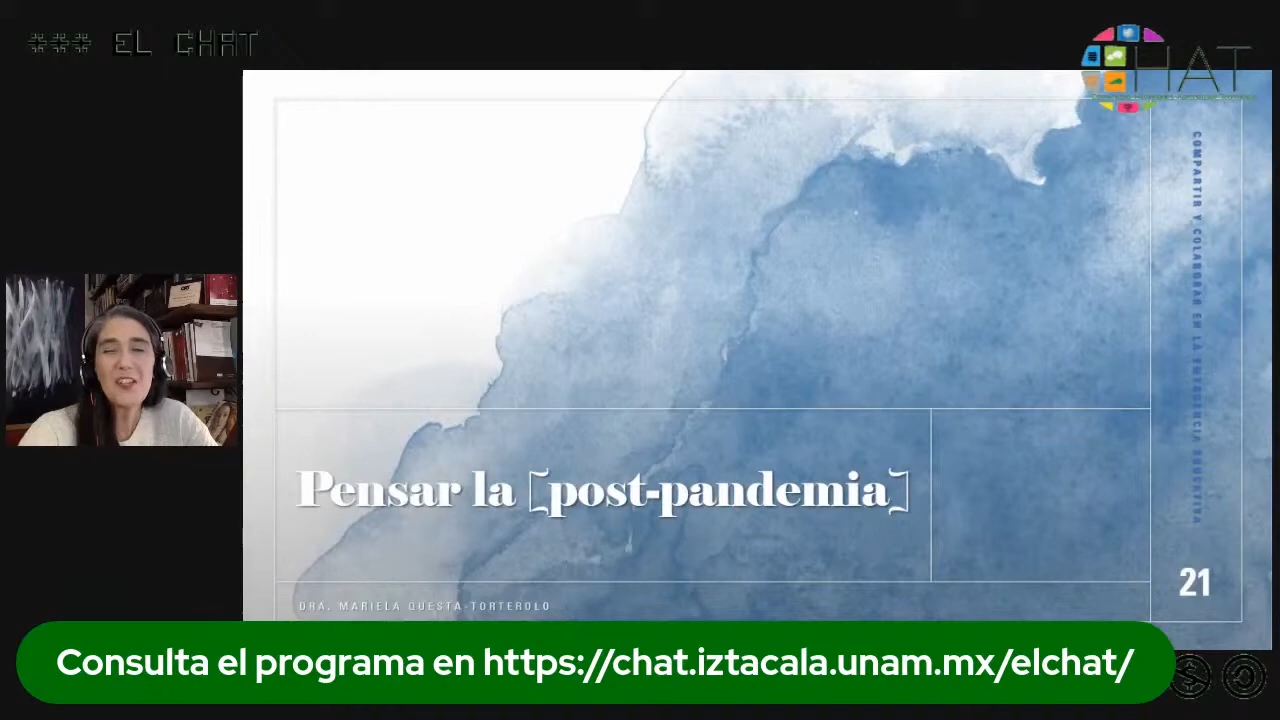 *** EL CHAT
HAT
COMPARTIR Y COLABORAR EN LA EMERGENCIA EDUCATIVA
Pensar la [post-pandemia]
21
DRA. MARIELA QUESTA-TORTEROLO
Consulta el programa en https://chat.iztacala.unam.mx/elchat/